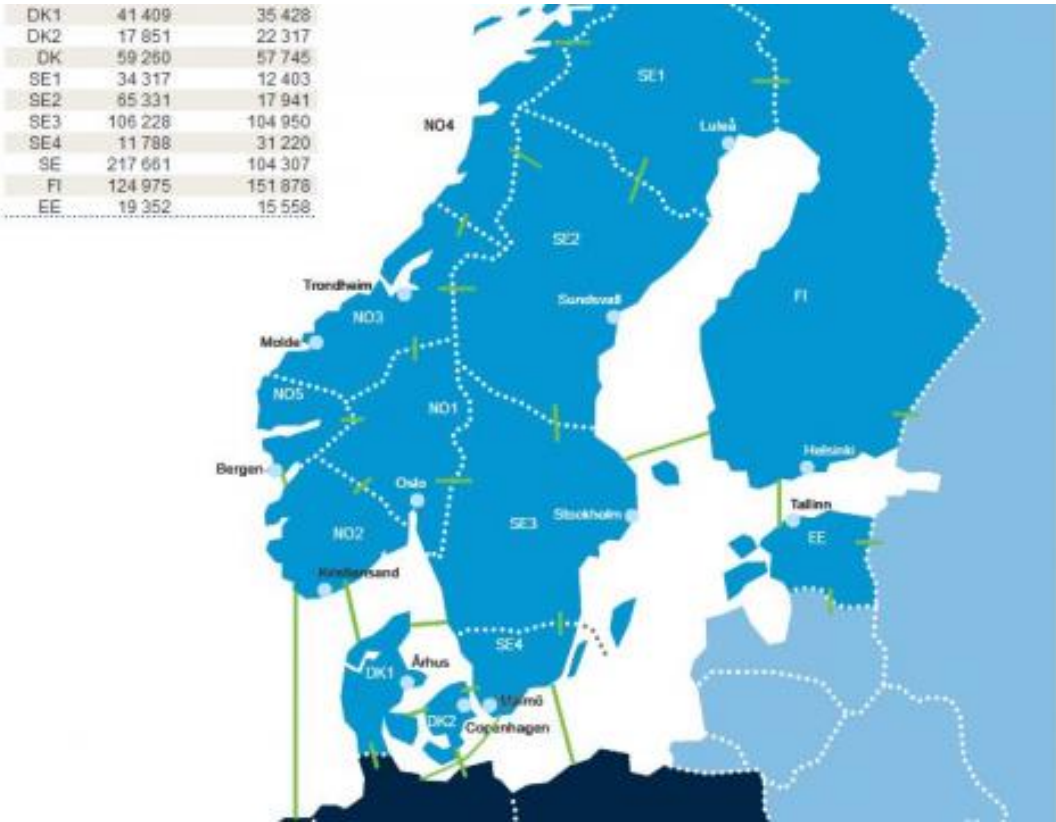 DK1 41 409 35 428
DK2 17 851 22 317
DK 59 260 57 745
SE1 34 317 12 403
SE2 65 331 17 941
SE3 106 228 104 950
SE4 11 788 31 220
SE 217 661 104 307
FI 124 975 151 878
EE 19 352 15 558
SE1
NO4
Luleå
SE2
Trondheim
Sundsvall
FI
NO3
Molde
NO5
NO1
Bergen
Helsinki
Oslo
Tallinn
Stockholm
SE3
NO2
EE
Kristiansand
SE4
Århus
DK1
Malmö
DK2
Copenhagen